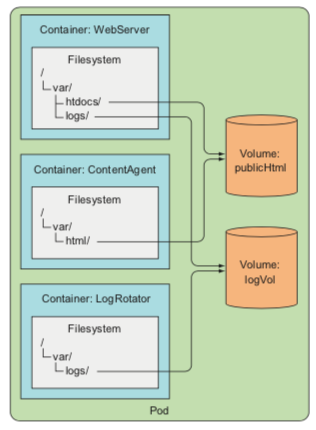 Container: WebServer
Filesystem
/
var/
htdocs/
logs/
Container: ContentAgent
Filesystem
/
var/
html/
Container: LogRotator
Filesystem
/
var/
logs/
Volume:
publicHtml
Volume:
logVol
Pod